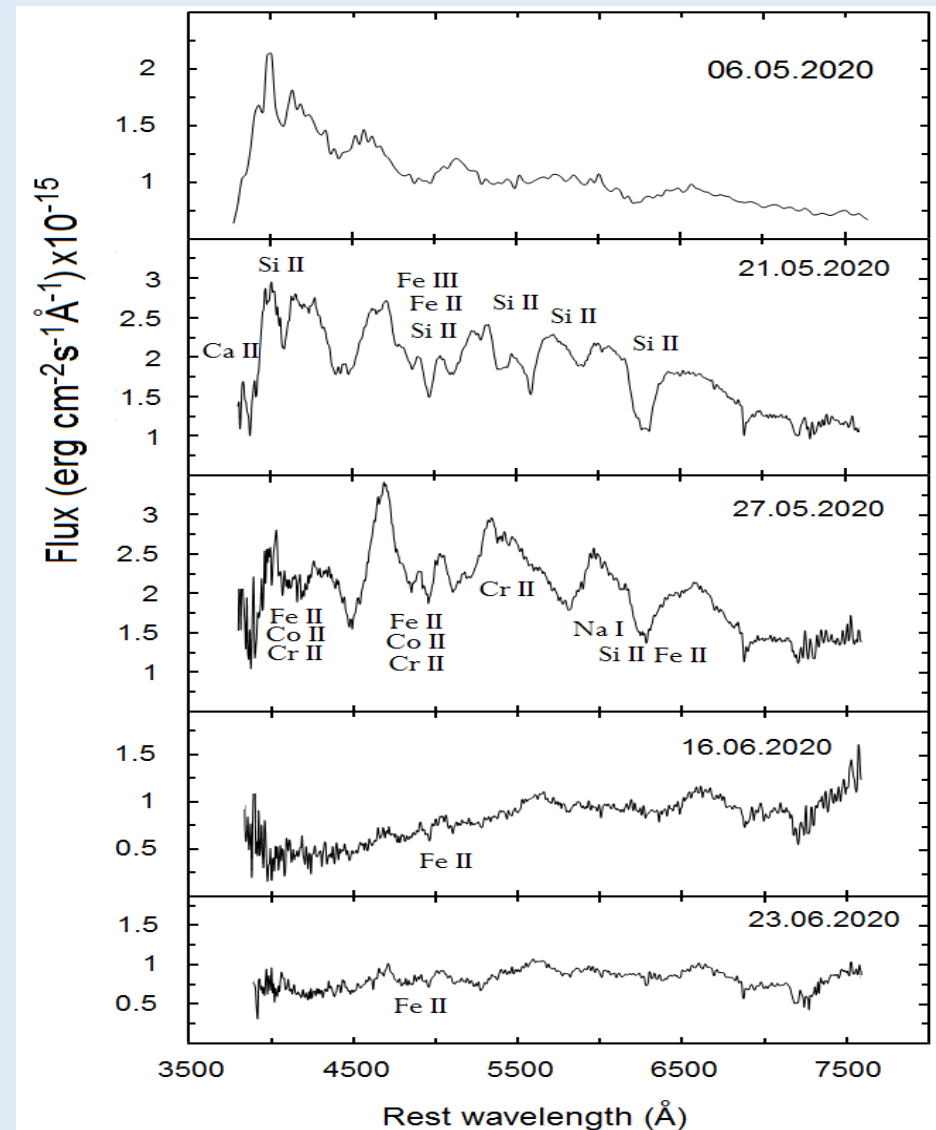 Flux (erg cm⁻²s⁻¹Å⁻¹)x10⁻¹⁵
06.05.2020
2
1.5
1
21.05.2020
Si II
Fe III
Fe II
Si II
Si II
Si II
Si II
Ca II
3
2.5
2
1.5
1
27.05.2020
3
2.5
2
1.5
1
Fe II
Co II
Cr II
Fe II
Co II
Cr II
Cr II
Na I
Si II
Fe II
16.06.2020
1.5
1
0.5
Fe II
23.06.2020
1.5
1
0.5
Fe II
3500 4500 5500 6500 7500
Rest wavelength (Å)